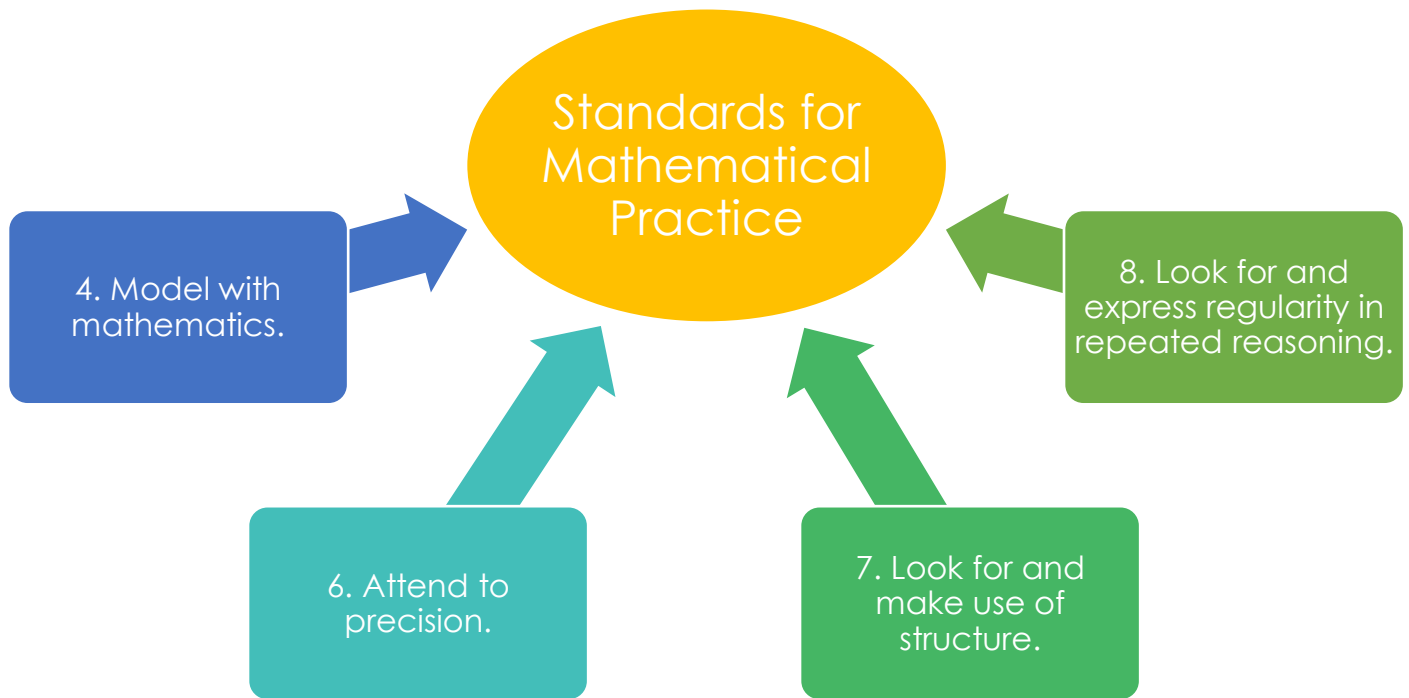 Standards for
Mathematical
Practice
4. Model with
mathematics.
8. Look for and
express regularity in
repeated reasoning.
6. Attend to
precision.
7. Look for and
make use of
structure.